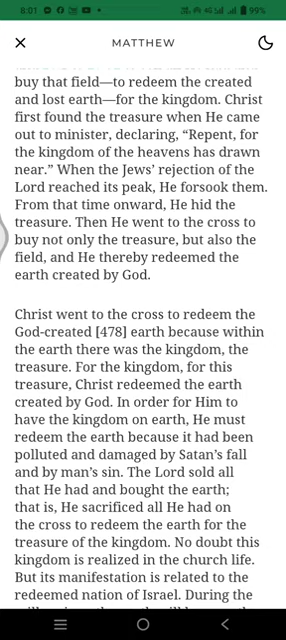 8:01
99%
MATTHEW
buy that field—to redeem the created
and lost earth—for the kingdom. Christ
first found the treasure when He came
out to minister, declaring, “Repent, for
the kingdom of the heavens has drawn
near.” When the Jews’ rejection of the
Lord reached its peak, He forsook them.
From that time onward, He hid the
treasure. Then He went to the cross to
buy not only the treasure, but also the
field, and He thereby redeemed the
earth created by God.
Christ went to the cross to redeem the
God-created [478] earth because within
the earth there was the kingdom, the
treasure. For the kingdom, for this
treasure, Christ redeemed the earth
created by God. In order for Him to
have the kingdom on earth, He must
redeem the earth because it had been
polluted and damaged by Satan’s fall
and by man’s sin. The Lord sold all
that He had and bought the earth;
that is, He sacrificed all He had on
the cross to redeem the earth for the
treasure of the kingdom. No doubt this
kingdom is realized in the church life.
But its manifestation is related to the
redeemed nation of Israel. During the